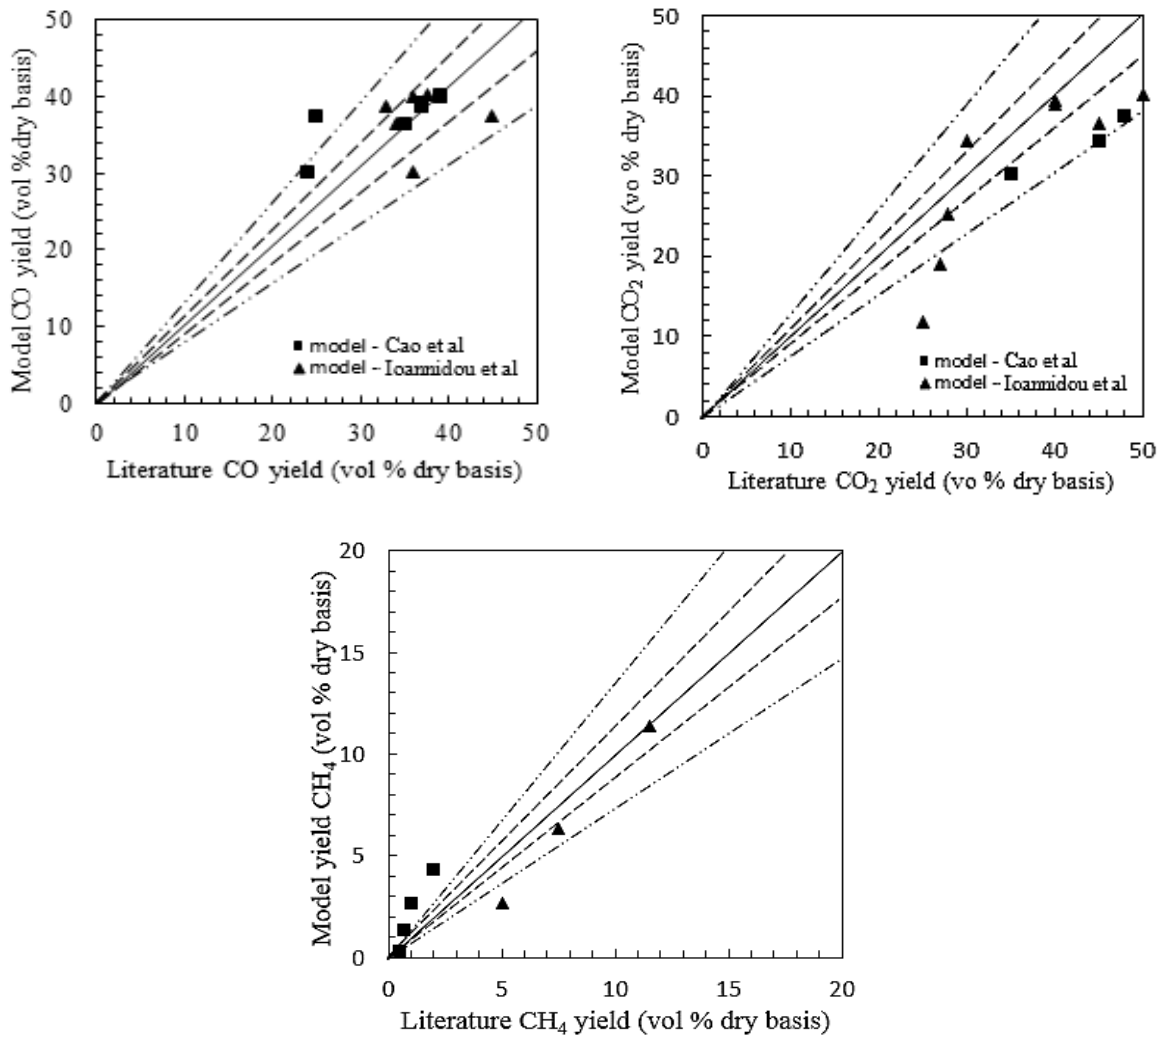 50
40
30
20
10
0
Model CO yield (vol %dry basis)
model - Cao et al
model - Ioannidou et al
0 10 20 30 40 50
Literature CO yield (vol % dry basis)
50
40
30
20
10
0
Model CO2 yield (vo % dry basis)
model - Cao et al
model - Ioannidou et al
0 10 20 30 40 50
Literature CO2 yield (vo % dry basis)
20
15
10
5
0
Model yield CH4 (vol % dry basis)
0 5 10 15 20
Literature CH4 yield (vol % dry basis)